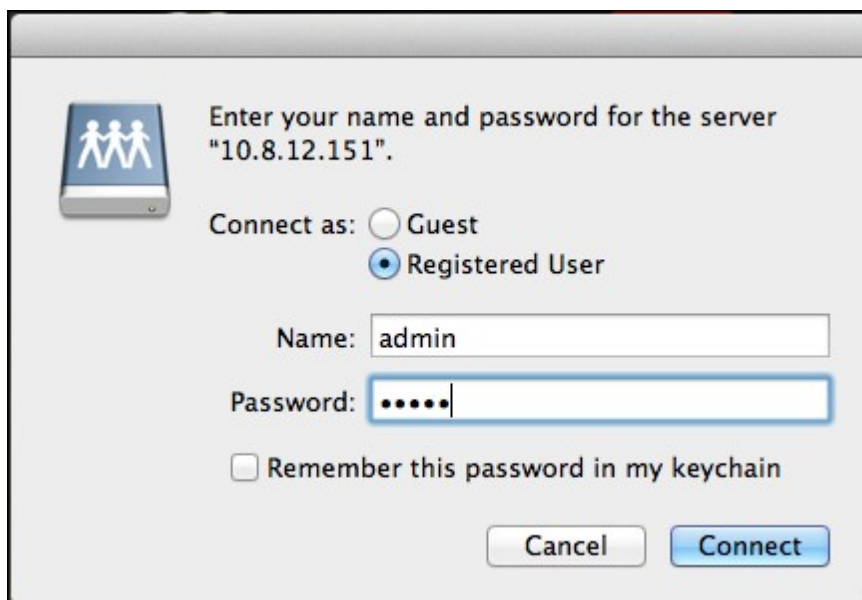 Enter your name and password for the server
"10.8.12.151".
Connect as: Guest
Registered User
Name: admin
Password: •••••
Remember this password in my keychain
Cancel Connect